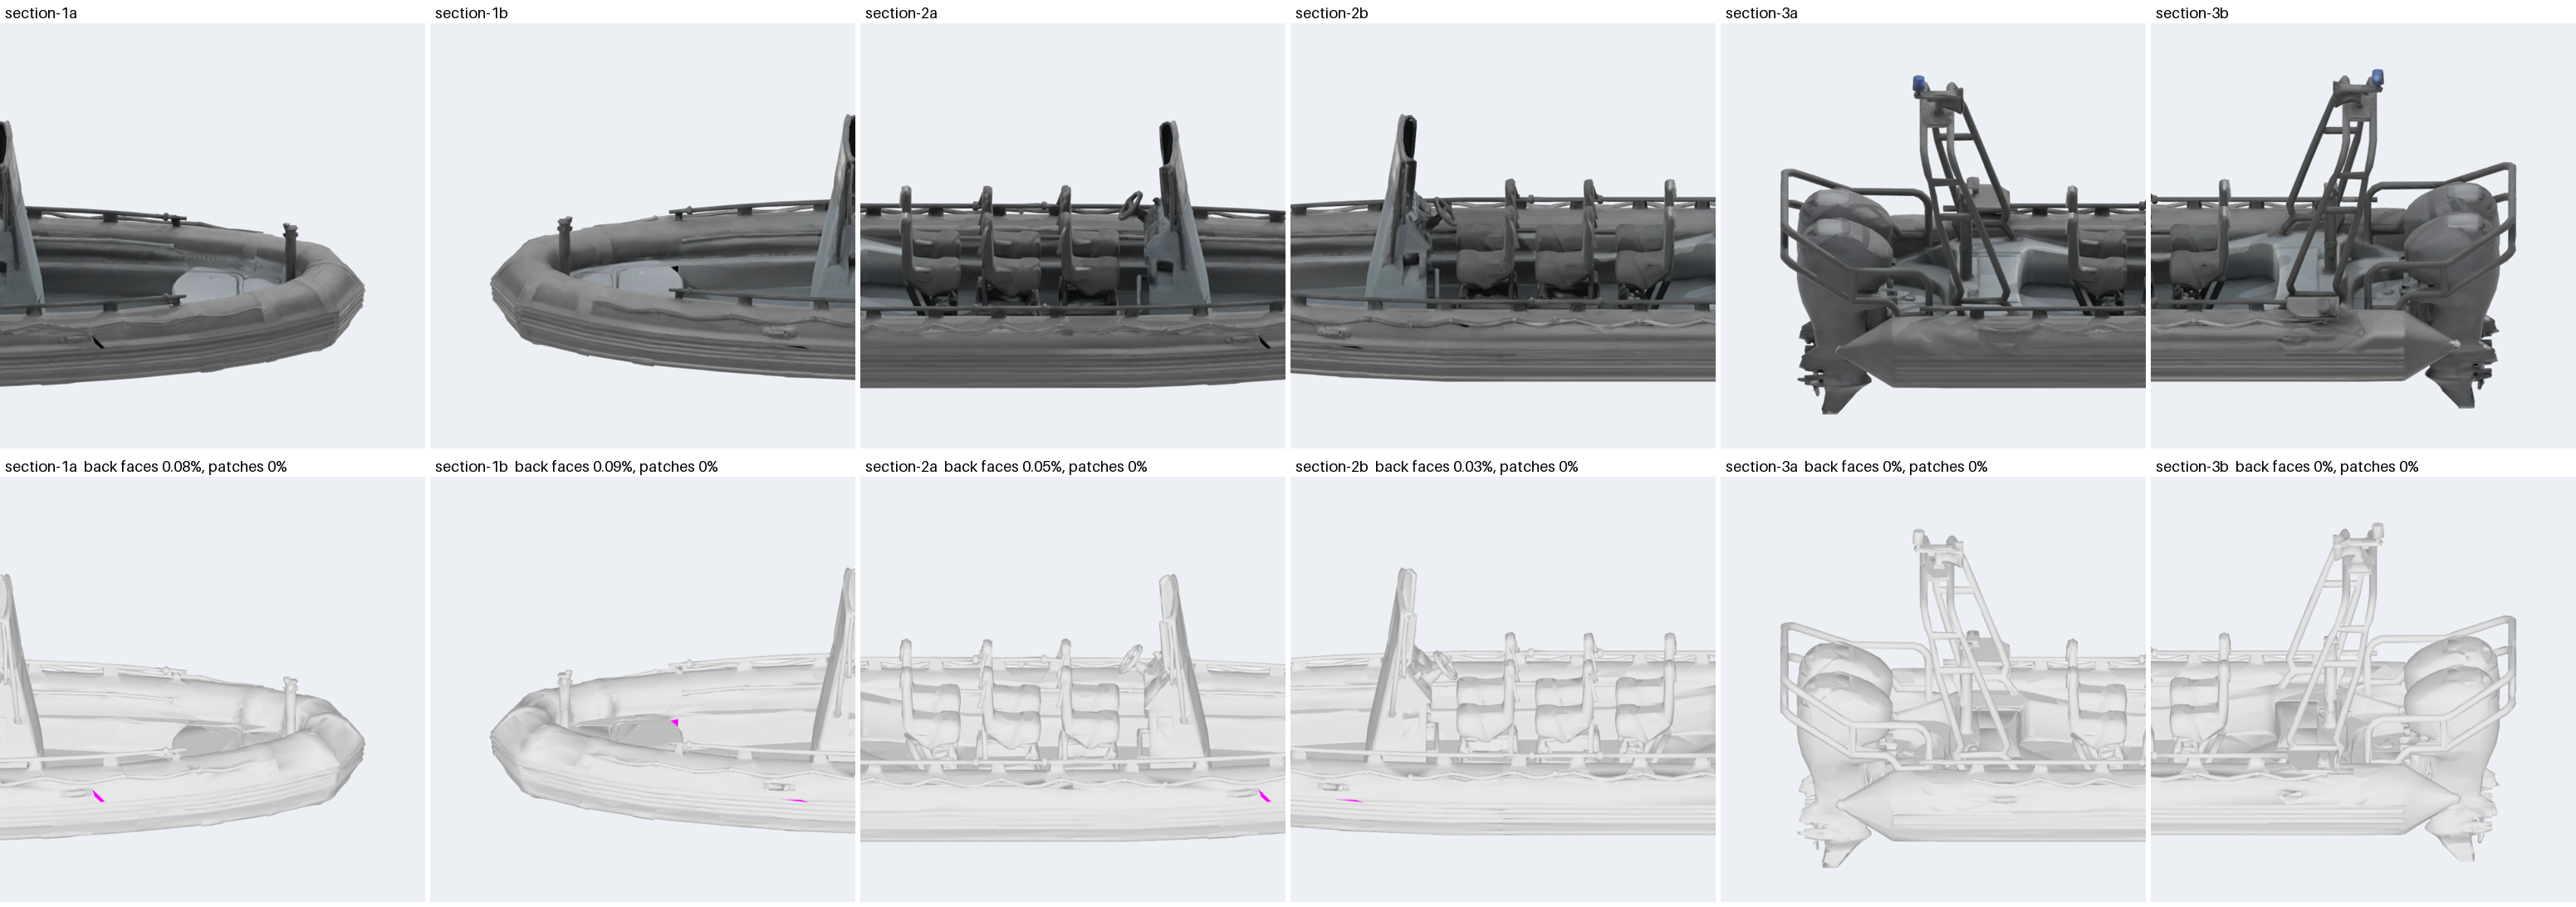 section-1a
section-1b
section-2a
section-2b
section-3a
section-3b
section-1a back faces 0.08%, patches 0%
section-1b back faces 0.09%, patches 0%
section-2a back faces 0.05%, patches 0%
section-2b back faces 0.03%, patches 0%
section-3a back faces 0%, patches 0%
section-3b back faces 0%, patches 0%